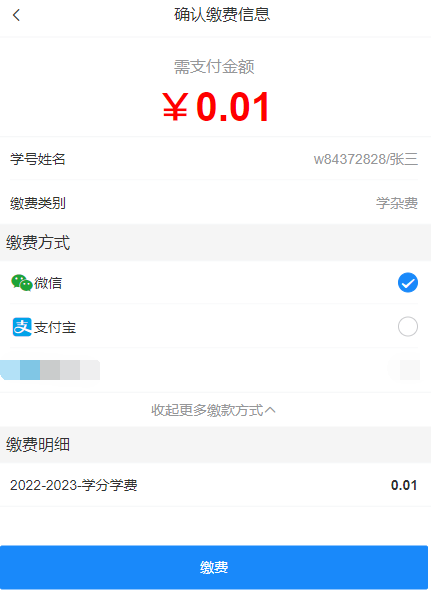 确认缴费信息
需支付金额
￥0.01
学号姓名 w84372828/张三
缴费类别 学杂费
缴费方式
微信
支付宝
收起更多缴款方式
缴费明细
2022-2023-学分学费 0.01
缴费